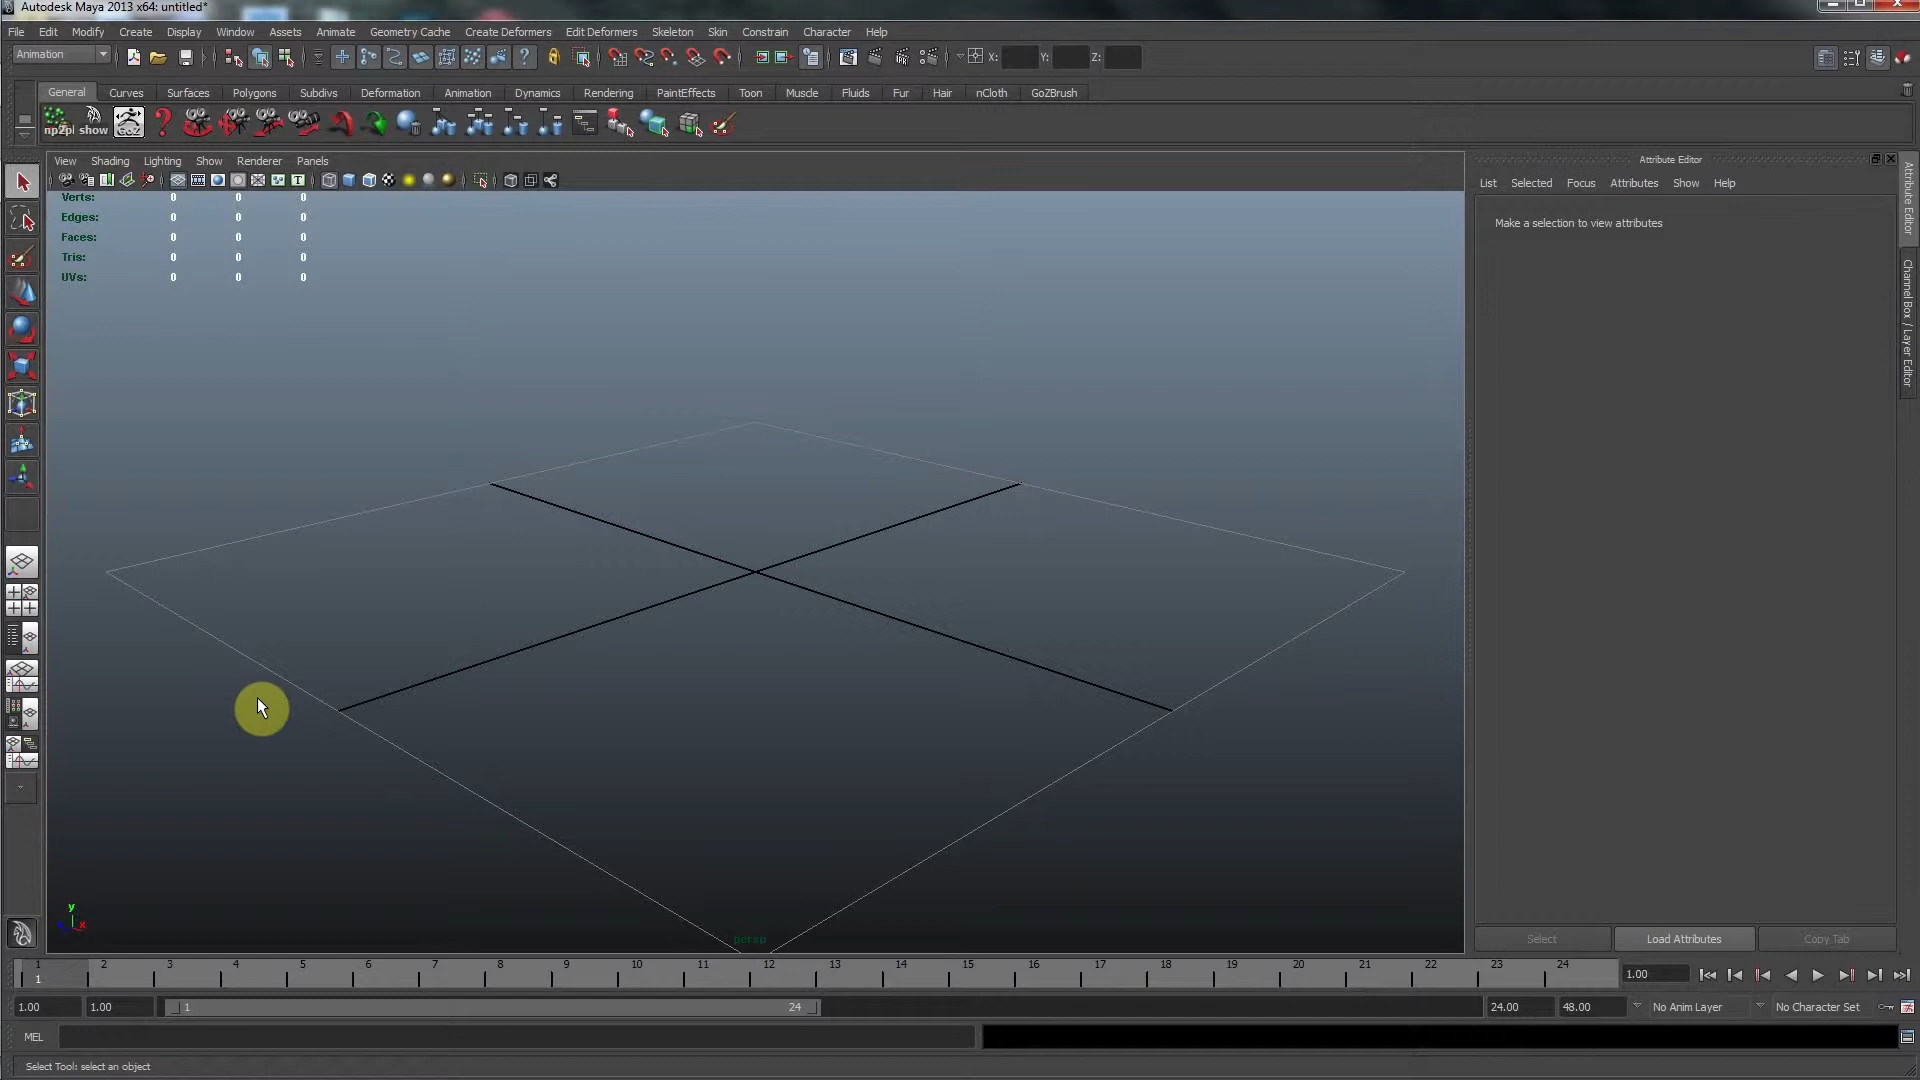 Autodesk Maya 2013 x64: untitled*
File Edit Modify Create Display Window Assets Animate Geometry Cache Create Deformers Edit Deformers Skeleton Skin Constrain Character Help
Animation X: Y: Z:
General Curves Surfaces Polygons Subdivs Deformation Animation Dynamics Rendering PaintEffects Toon Muscle Fluids Fur Hair nCloth GoZBrush
np2pl show GoZ
View Shading Lighting Show Renderer Panels
Attribute Editor
List Selected Focus Attributes Show Help
Make a selection to view attributes
Attribute Editor
Channel Box / Layer Editor
Verts: 0 0 0
Edges: 0 0 0
Faces: 0 0 0
Tris: 0 0 0
UVs: 0 0 0
y
x
persp
Select Load Attributes Copy Tab
1 2 3 4 5 6 7 8 9 10 11 12 13 14 15 16 17 18 19 20 21 22 23 24
1 1.00
1.00 1.00 1 24 24.00 48.00 No Anim Layer No Character Set
MEL
Select Tool: select an object